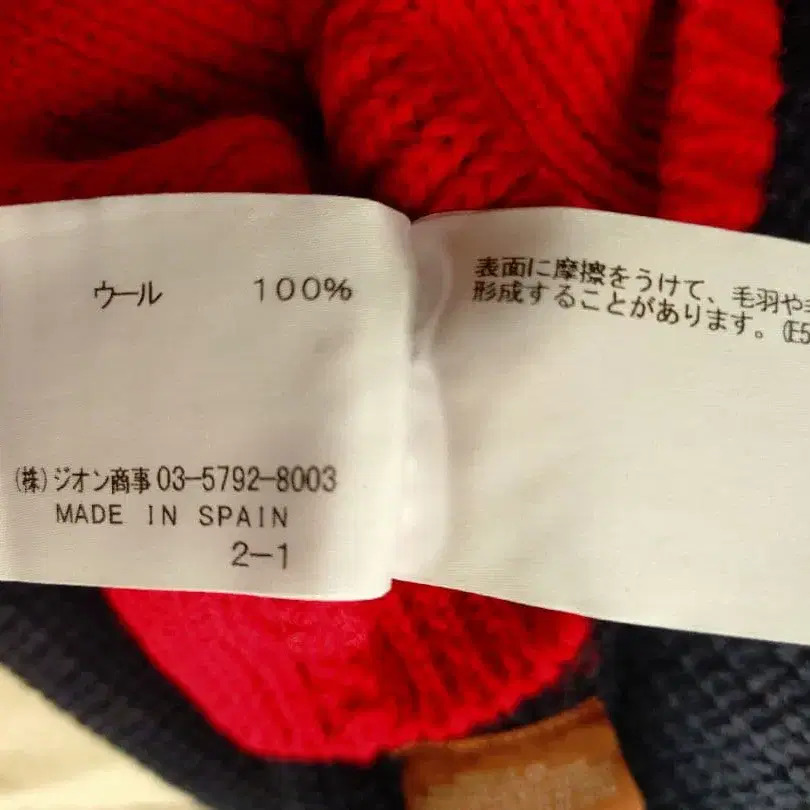 ウール 100%
(株)ジオン商事 03-5792-8003
MADE IN SPAIN
2-1
表面に摩擦をうけて、毛羽や
形成することがあります。(E5